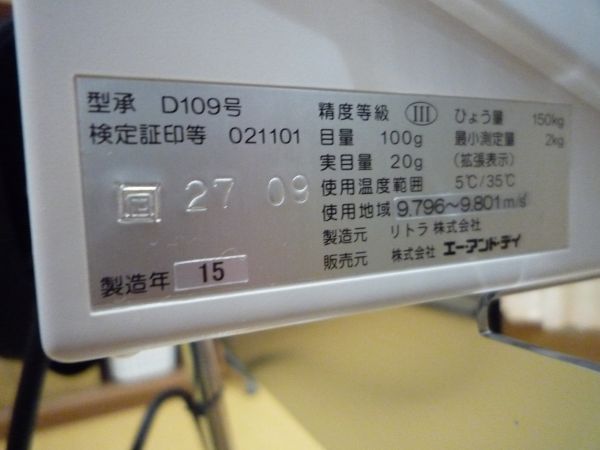 型承 D109号
検定証印等 021101
27 09
製造年 15
精度等級 III ひょう量 150kg
目量 100g 最小測定量 2kg
実目量 20g (拡張表示)
使用温度範囲 5℃/35℃
使用地域 9.796〜9.801m/s²
製造元 リトラ株式会社
販売元 株式会社 エー・アンド・デイ